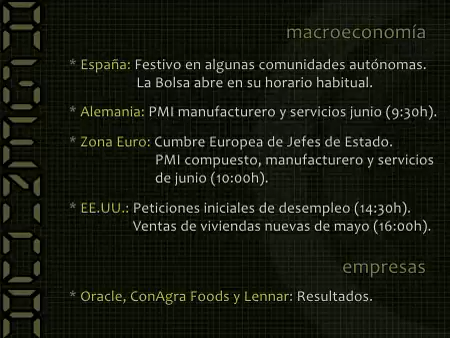 macroeconomía
* España: Festivo en algunas comunidades autónomas.
La Bolsa abre en su horario habitual.
* Alemania: PMI manufacturero y servicios junio (9:30h).
* Zona Euro: Cumbre Europea de Jefes de Estado.
PMI compuesto, manufacturero y servicios
de junio (10:00h).
* EE.UU.: Peticiones iniciales de desempleo (14:30h).
Ventas de viviendas nuevas de mayo (16:00h).
empresas
* Oracle, ConAgra Foods y Lennar: Resultados.